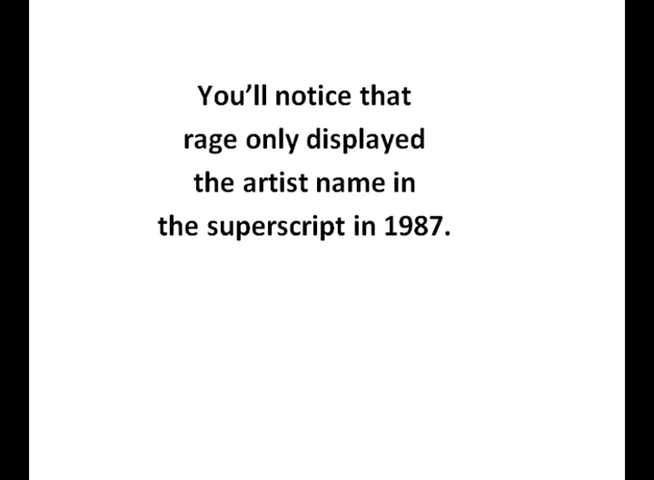 You’ll notice that
rage only displayed
the artist name in
the superscript in 1987.